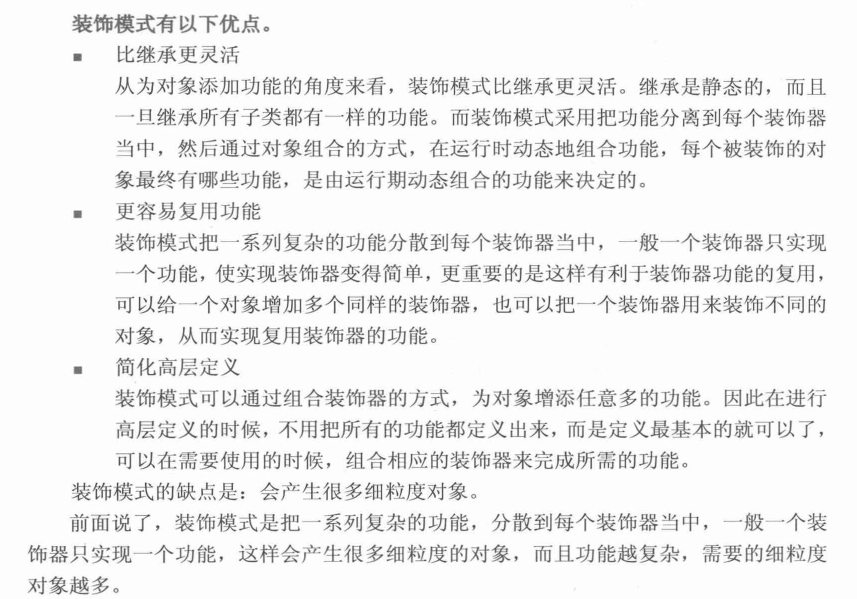 装饰模式有以下优点。
■ 比继承更灵活
从为对象添加功能的角度来看，装饰模式比继承更灵活。继承是静态的，而且
一旦继承所有子类都有一样的功能。而装饰模式采用把功能分离到每个装饰器
当中，然后通过对象组合的方式，在运行时动态地组合功能，每个被装饰的对
象最终有哪些功能，是由运行期动态组合的功能来决定的。
■ 更容易复用功能
装饰模式把一系列复杂的功能分散到每个装饰器当中，一般一个装饰器只实现
一个功能，使实现装饰器变得简单，更重要的是这样有利于装饰器功能的复用，
可以给一个对象增加多个同样的装饰器，也可以把一个装饰器用来装饰不同的
对象，从而实现复用装饰器的功能。
■ 简化高层定义
装饰模式可以通过组合装饰器的方式，为对象增添任意多的功能。因此在进行
高层定义的时候，不用把所有的功能都定义出来，而是定义最基本的就可以了，
可以在需要使用的时候，组合相应的装饰器来完成所需的功能。
装饰模式的缺点是：会产生很多细粒度对象。
前面说了，装饰模式是把一系列复杂的功能，分散到每个装饰器当中，一般一个装
饰器只实现一个功能，这样会产生很多细粒度的对象，而且功能越复杂，需要的细粒度
对象越多。